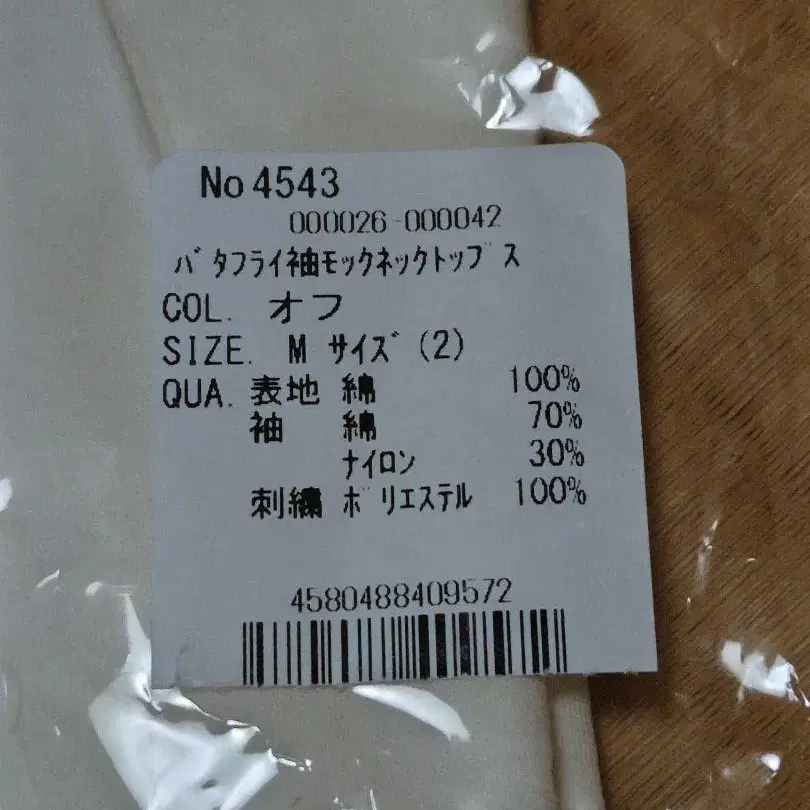 No 4543
000026-000042
バタフライ袖モックネックトップス
COL. オフ
SIZE. M サイズ(2)
QUA. 表地 綿 100%
袖 綿 70%
ナイロン 30%
刺繍 ポリエステル 100%
4580488409572